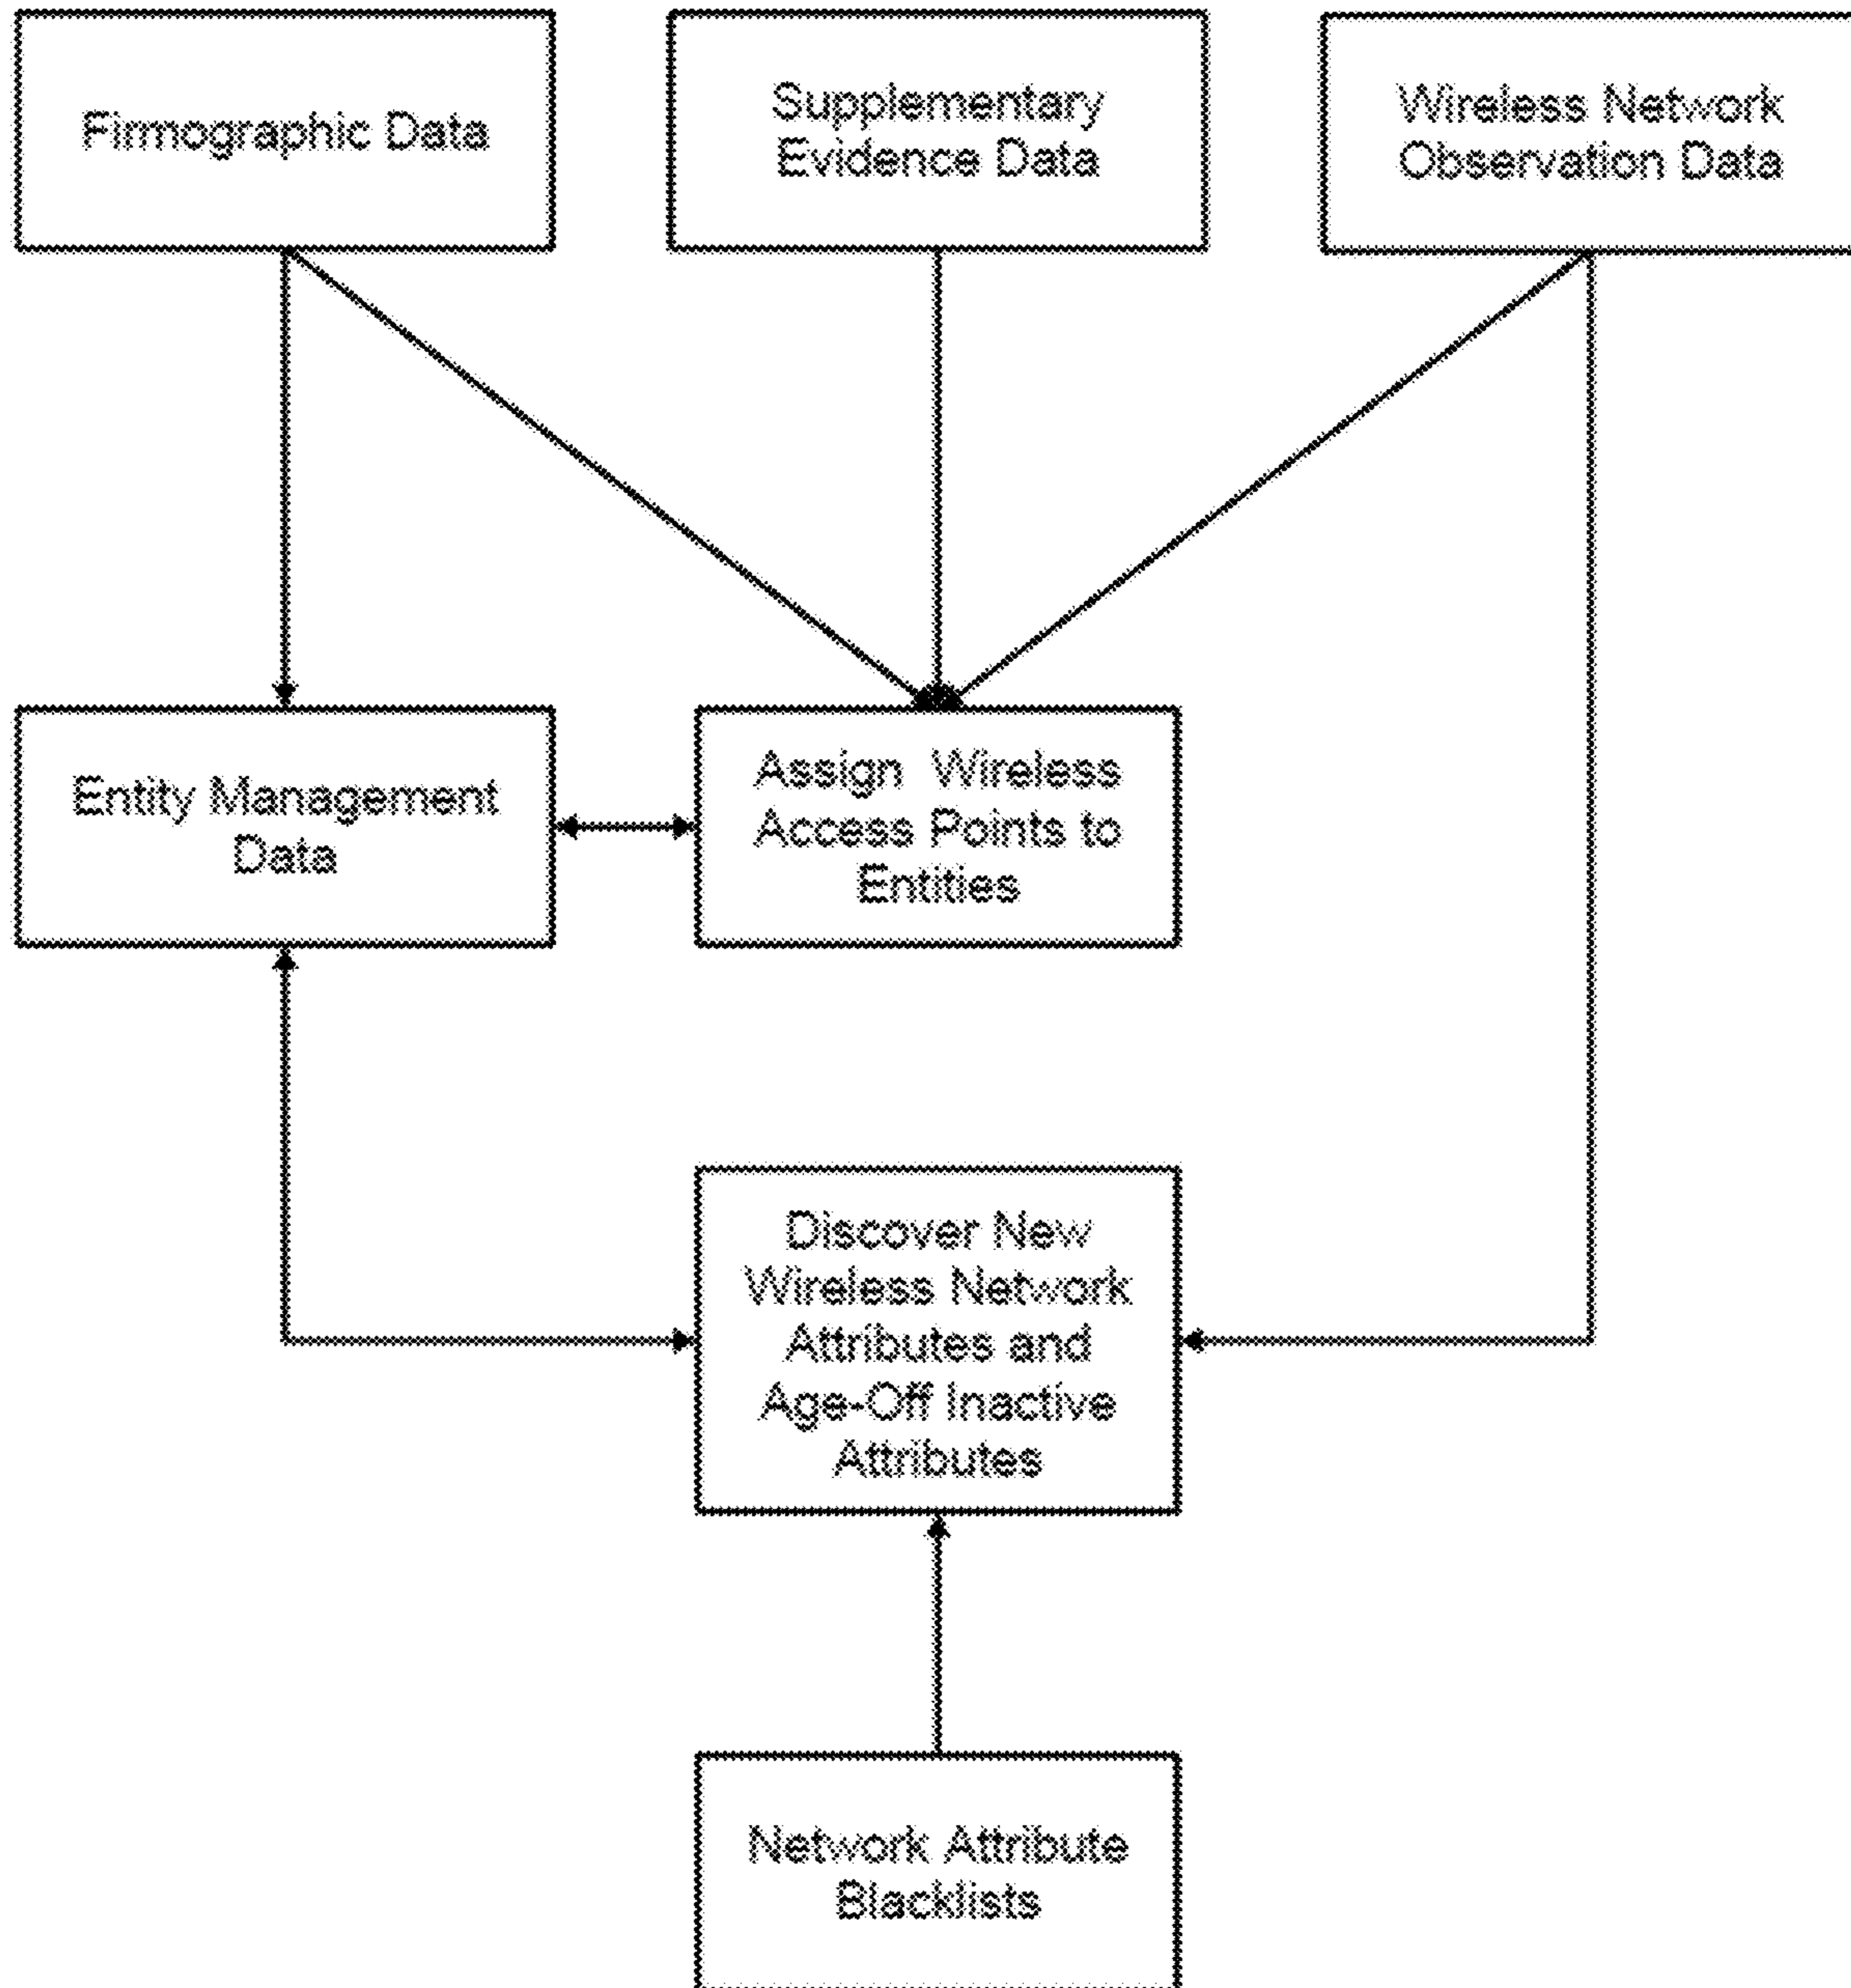 Firmographic Data
Supplementary
Evidence Data
Wireless Network
Observation Data
Entity Management
Data
Assign Wireless
Access Points to
Entities
Discover New
Wireless Network
Attributes and
Age-Off Inactive
Attributes
Network Attribute
Blacklists